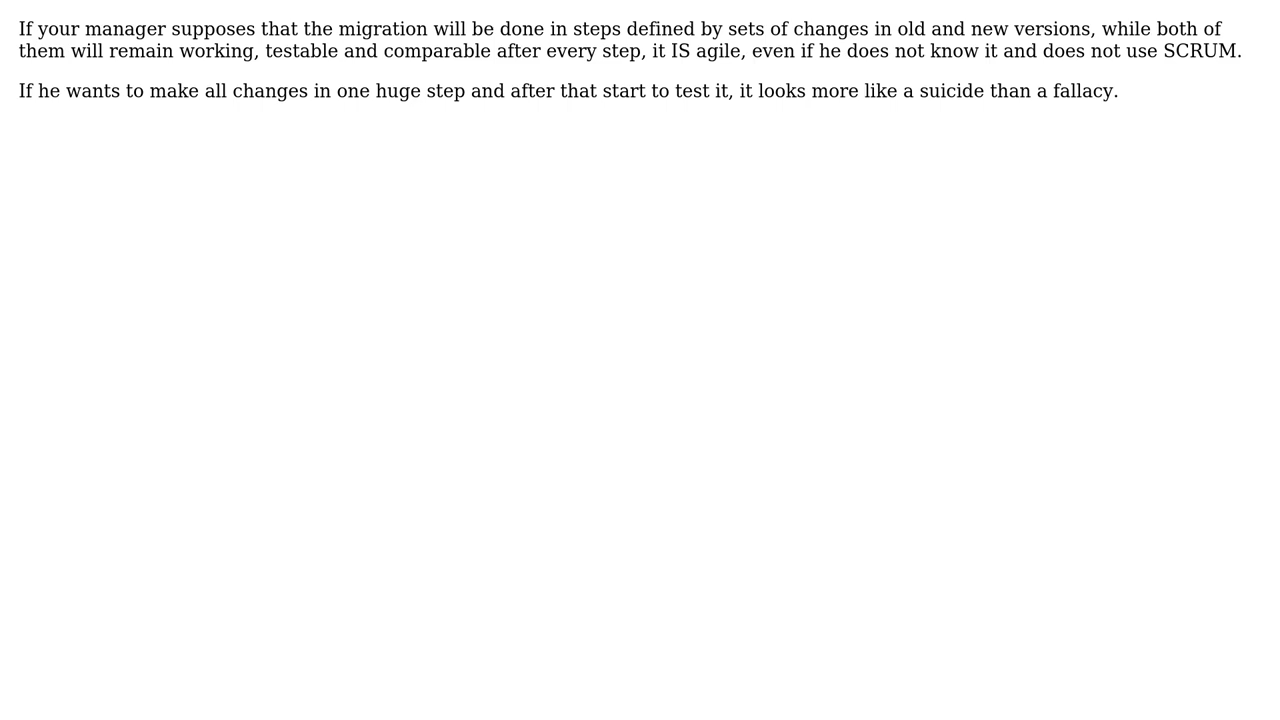 If your manager supposes that the migration will be done in steps defined by sets of changes in old and new versions, while both of
them will remain working, testable and comparable after every step, it IS agile, even if he does not know it and does not use SCRUM.
If he wants to make all changes in one huge step and after that start to test it, it looks more like a suicide than a fallacy.